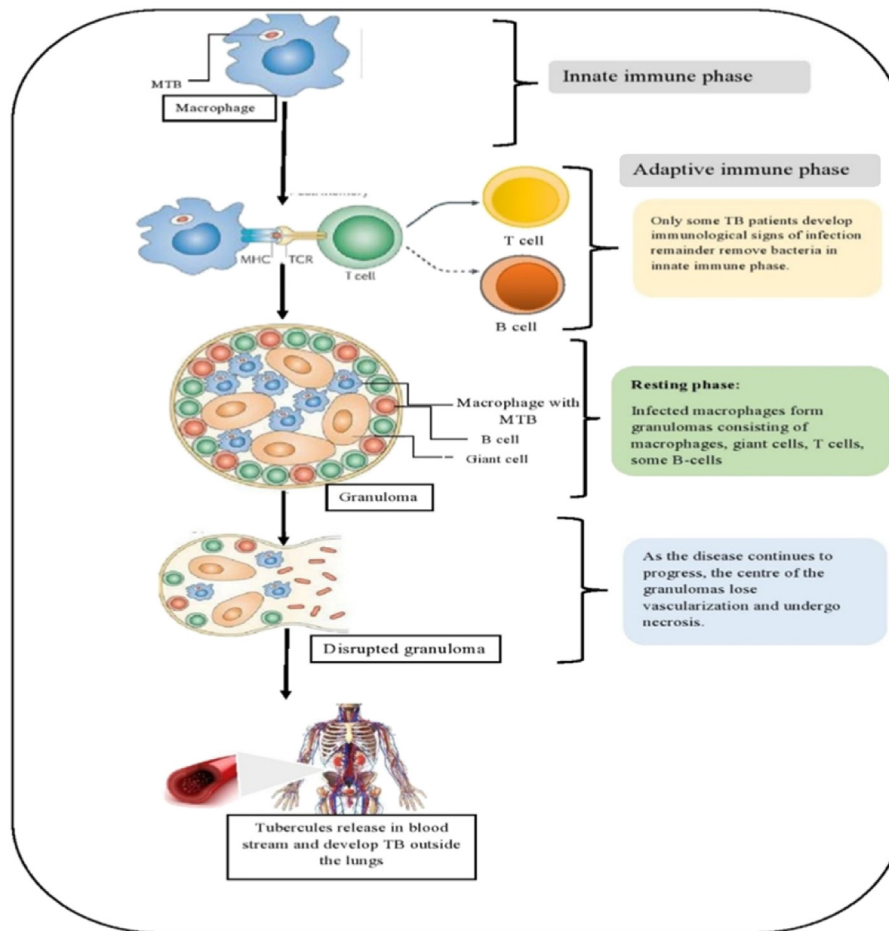 MTB
Macrophage
Innate immune phase
Adaptive immune phase
Only some TB patients develop
immunological signs of infection
remainder remove bacteria in
innate immune phase.
MHC
TCR
T cell
T cell
B cell
Macrophage with
MTB
B cell
Giant cell
Granuloma
Resting phase:
Infected macrophages form
granulomas consisting of
macrophages, giant cells, T cells,
some B-cells
Disrupted granuloma
As the disease continues to
progress, the centre of the
granulomas lose
vascularization and undergo
necrosis.
Tubercules release in blood
stream and develop TB outside
the lungs